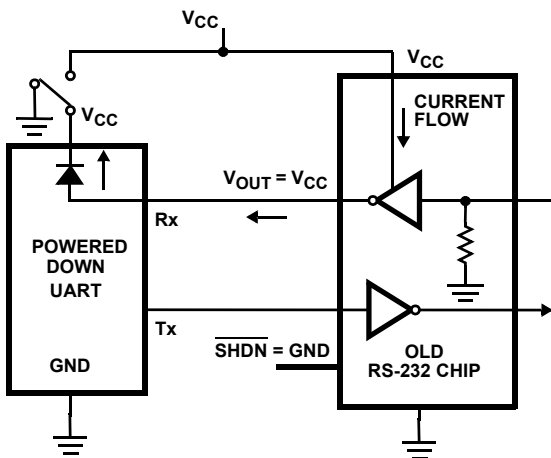 VCC
VCC
VCC
CURRENT
FLOW
VOUT = VCC
Rx
POWERED
DOWN
UART
Tx
SHDN = GND
GND
OLD
RS-232 CHIP